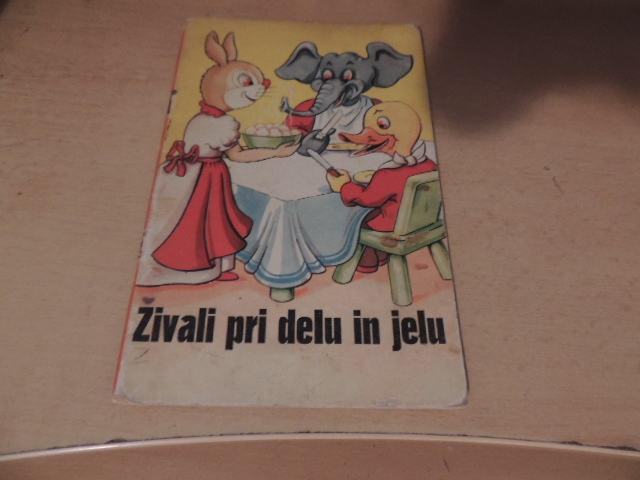 Živali pri delu in jelu